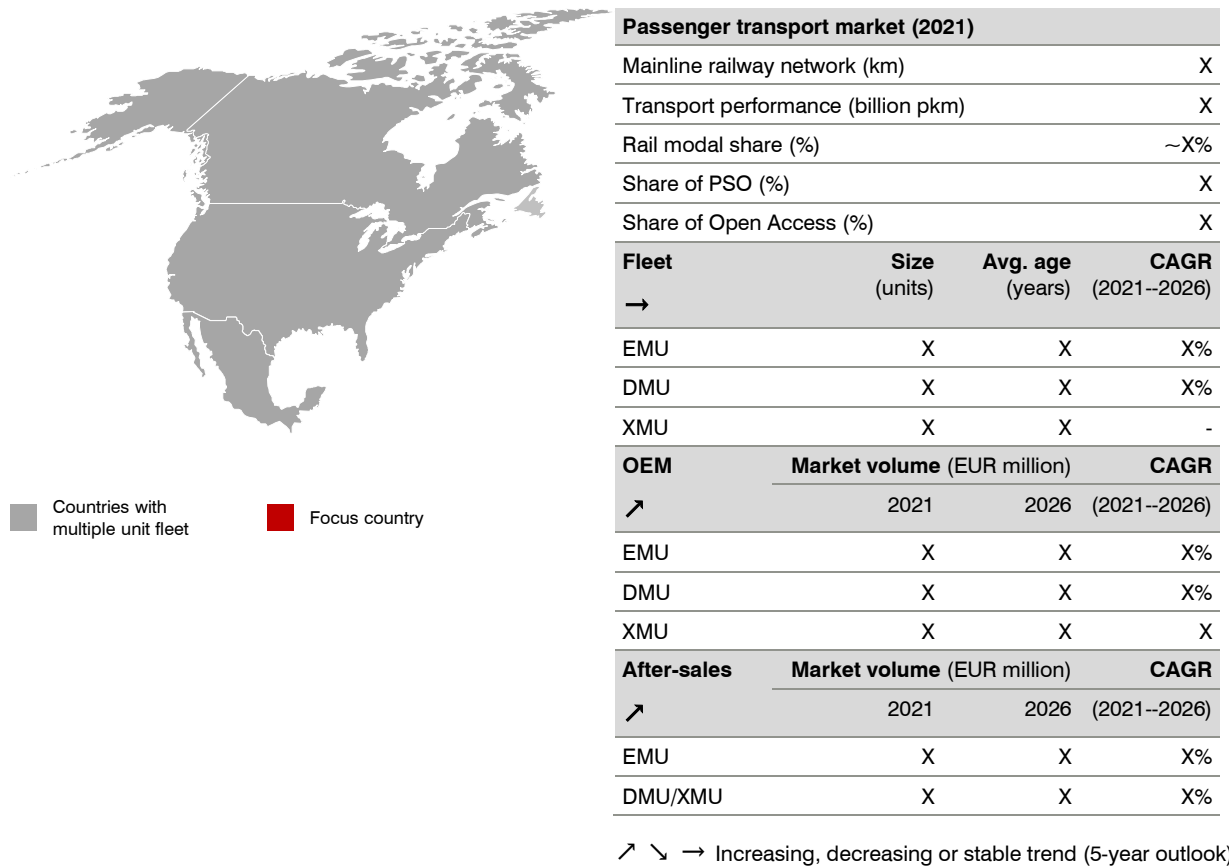 Passenger transport market (2021)
Mainline railway network (km) X
Transport performance (billion pkm) X
Rail modal share (%) ~X%
Share of PSO (%) X
Share of Open Access (%) X
Fleet Size Avg. age CAGR
→ (units) (years) (2021--2026)
EMU X X X%
DMU X X X%
XMU X X -
OEM Market volume (EUR million) CAGR
↗ 2021 2026 (2021--2026)
EMU X X X%
DMU X X X%
XMU X X X
After-sales Market volume (EUR million) CAGR
↗ 2021 2026 (2021--2026)
EMU X X X%
DMU/XMU X X X%
↗ ↘ → Increasing, decreasing or stable trend (5-year outlook)
Countries with
multiple unit fleet
Focus country